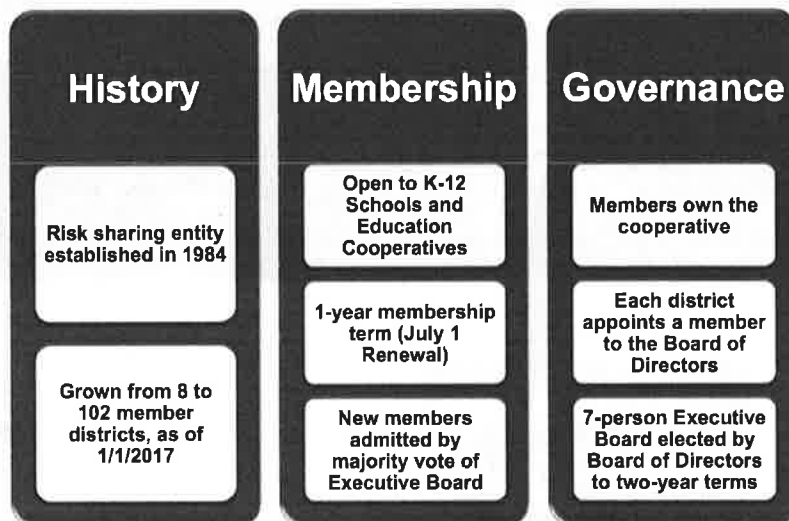 History
Risk sharing entity
established in 1984
Grown from 8 to
102 member
districts, as of
1/1/2017
Membership
Open to K-12
Schools and
Education
Cooperatives
1-year membership
term (July 1
Renewal)
New members
admitted by
majority vote of
Executive Board
Governance
Members own the
cooperative
Each district
appoints a member
to the Board of
Directors
7-person Executive
Board elected by
Board of Directors
to two-year terms